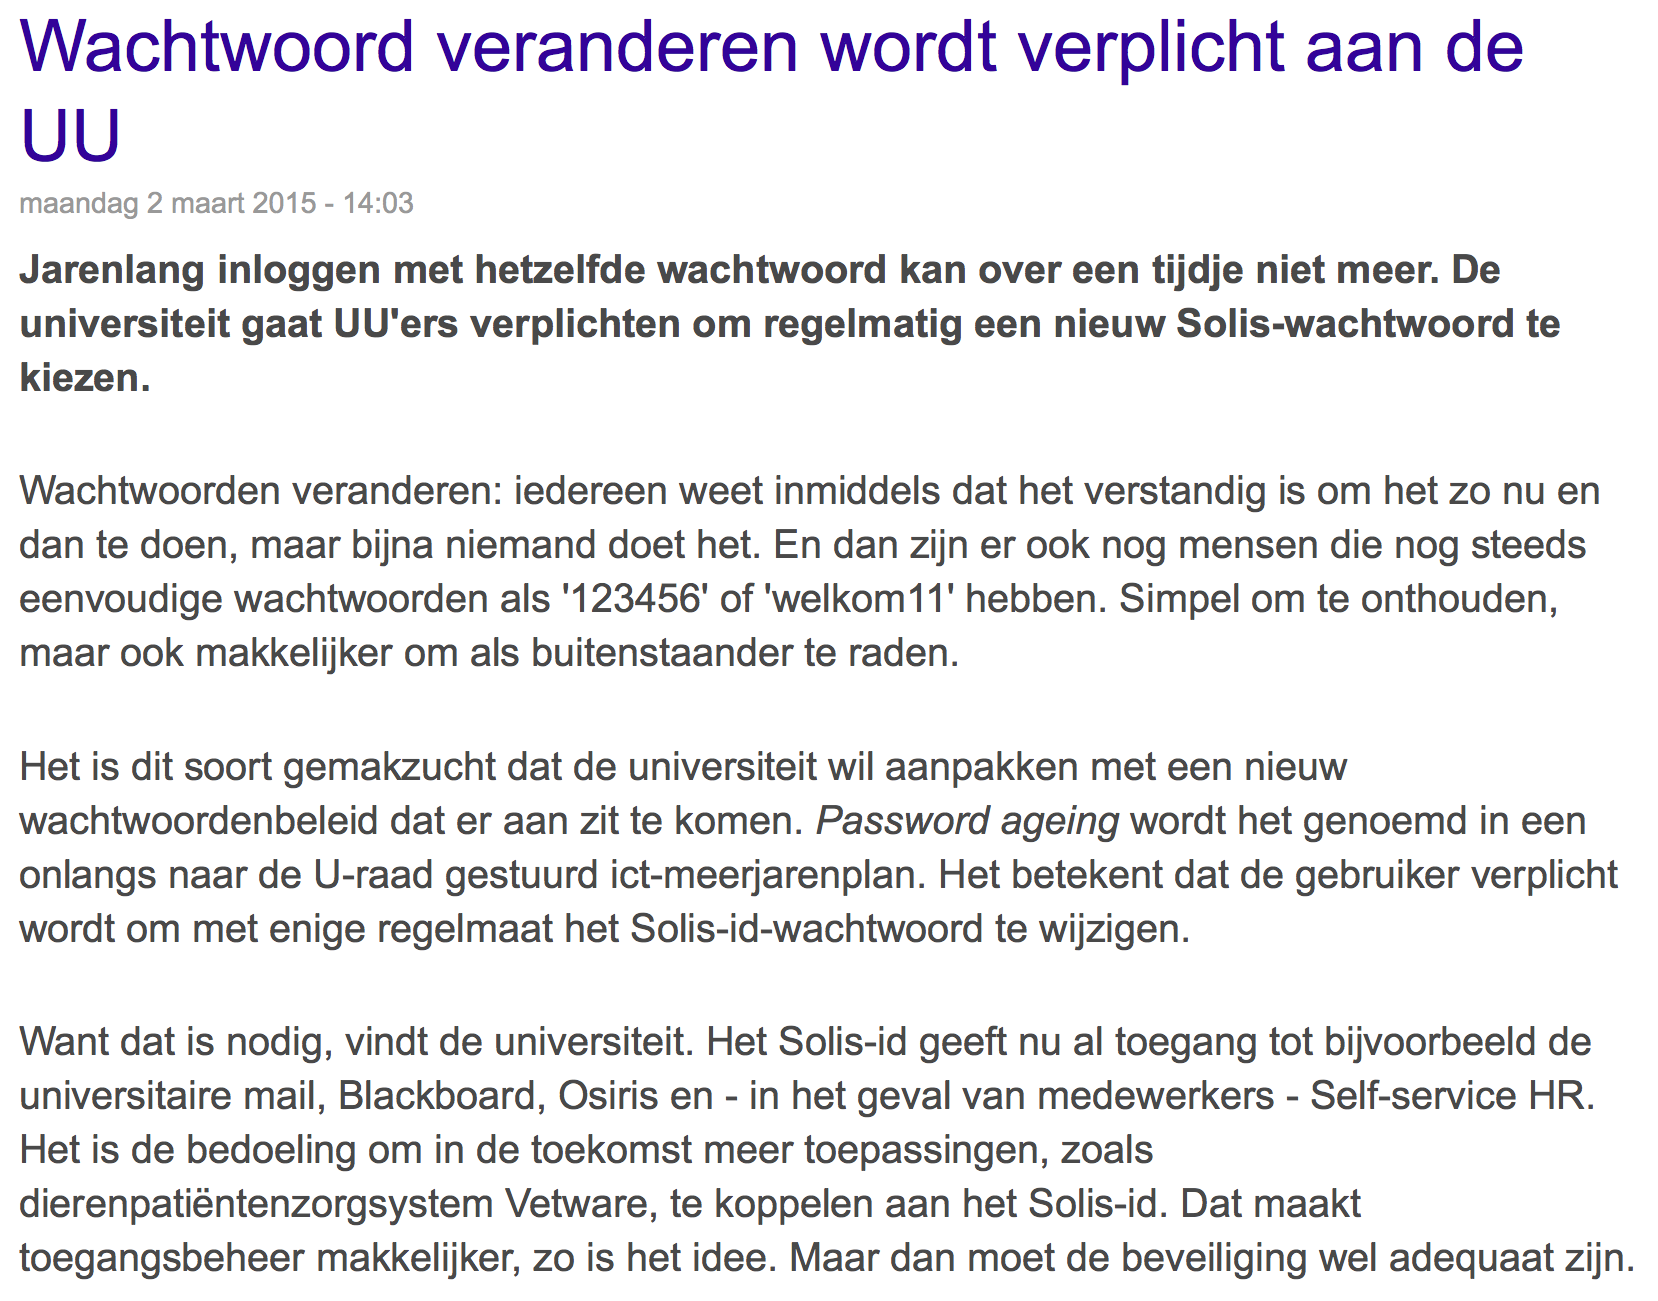 Wachtwoord veranderen wordt verplicht aan de
UU
maandag 2 maart 2015 - 14:03
Jarenlang inloggen met hetzelfde wachtwoord kan over een tijdje niet meer. De
universiteit gaat UU'ers verplichten om regelmatig een nieuw Solis-wachtwoord te
kiezen.
Wachtwoorden veranderen: iedereen weet inmiddels dat het verstandig is om het zo nu en
dan te doen, maar bijna niemand doet het. En dan zijn er ook nog mensen die nog steeds
eenvoudige wachtwoorden als '123456' of 'welkom11' hebben. Simpel om te onthouden,
maar ook makkelijker om als buitenstaander te raden.
Het is dit soort gemakzucht dat de universiteit wil aanpakken met een nieuw
wachtwoordenbeleid dat er aan zit te komen. Password ageing wordt het genoemd in een
onlangs naar de U-raad gestuurd ict-meerjarenplan. Het betekent dat de gebruiker verplicht
wordt om met enige regelmaat het Solis-id-wachtwoord te wijzigen.
Want dat is nodig, vindt de universiteit. Het Solis-id geeft nu al toegang tot bijvoorbeeld de
universitaire mail, Blackboard, Osiris en - in het geval van medewerkers - Self-service HR.
Het is de bedoeling om in de toekomst meer toepassingen, zoals
dierenpatiëntenzorgsystem Vetware, te koppelen aan het Solis-id. Dat maakt
toegangsbeheer makkelijker, zo is het idee. Maar dan moet de beveiliging wel adequaat zijn.